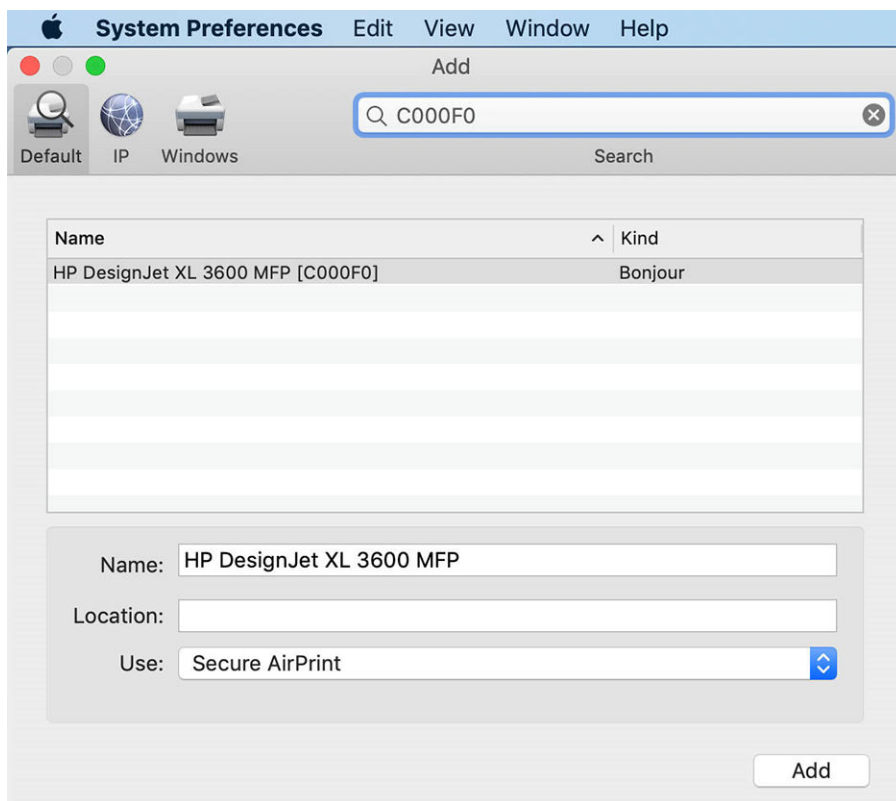 System Preferences Edit View Window Help
Add
C000F0
Default IP Windows Search
Name Kind
HP DesignJet XL 3600 MFP [C000F0] Bonjour
Name: HP DesignJet XL 3600 MFP
Location:
Use: Secure AirPrint
Add